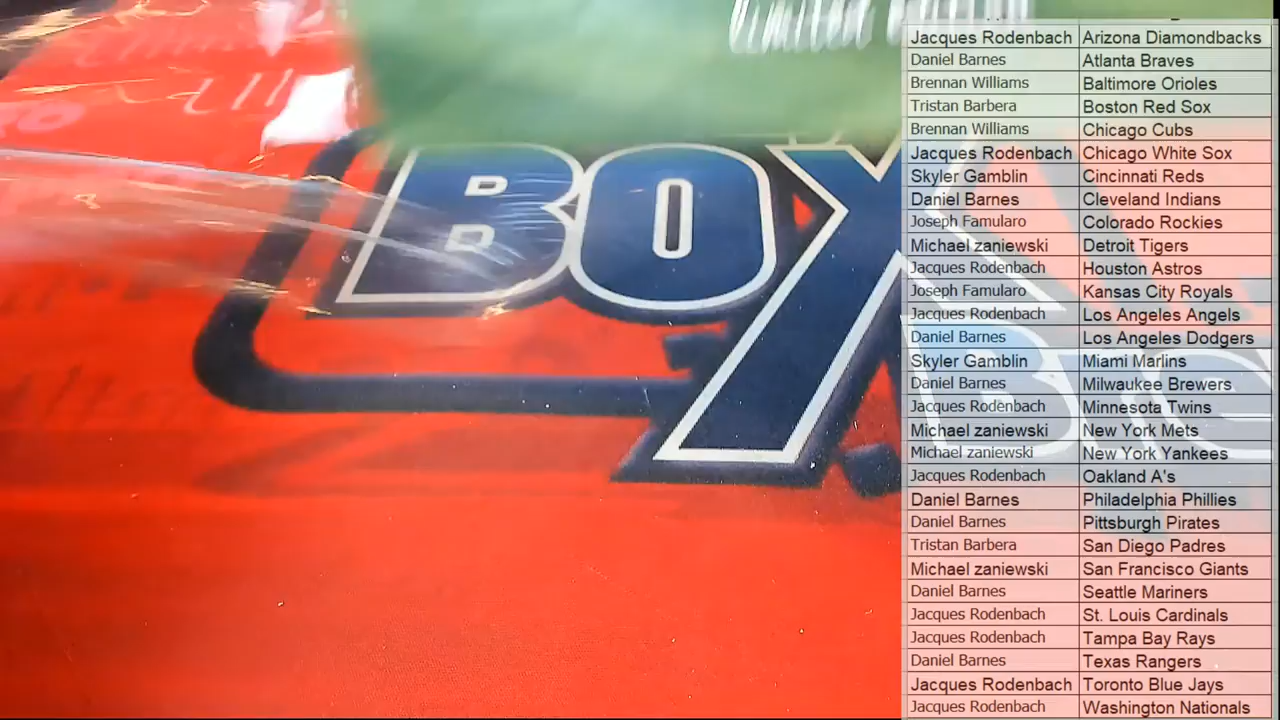 Limited
BOX
Bre
Jacques Rodenbach Arizona Diamondbacks
Daniel Barnes Atlanta Braves
Brennan Williams Baltimore Orioles
Tristan Barbera Boston Red Sox
Brennan Williams Chicago Cubs
Jacques Rodenbach Chicago White Sox
Skyler Gamblin Cincinnati Reds
Daniel Barnes Cleveland Indians
Joseph Famularo Colorado Rockies
Michael zaniewski Detroit Tigers
Jacques Rodenbach Houston Astros
Joseph Famularo Kansas City Royals
Jacques Rodenbach Los Angeles Angels
Daniel Barnes Los Angeles Dodgers
Skyler Gamblin Miami Marlins
Daniel Barnes Milwaukee Brewers
Jacques Rodenbach Minnesota Twins
Michael zaniewski New York Mets
Michael zaniewski New York Yankees
Jacques Rodenbach Oakland A's
Daniel Barnes Philadelphia Phillies
Daniel Barnes Pittsburgh Pirates
Tristan Barbera San Diego Padres
Michael zaniewski San Francisco Giants
Daniel Barnes Seattle Mariners
Jacques Rodenbach St. Louis Cardinals
Jacques Rodenbach Tampa Bay Rays
Daniel Barnes Texas Rangers
Jacques Rodenbach Toronto Blue Jays
Jacques Rodenbach Washington Nationals